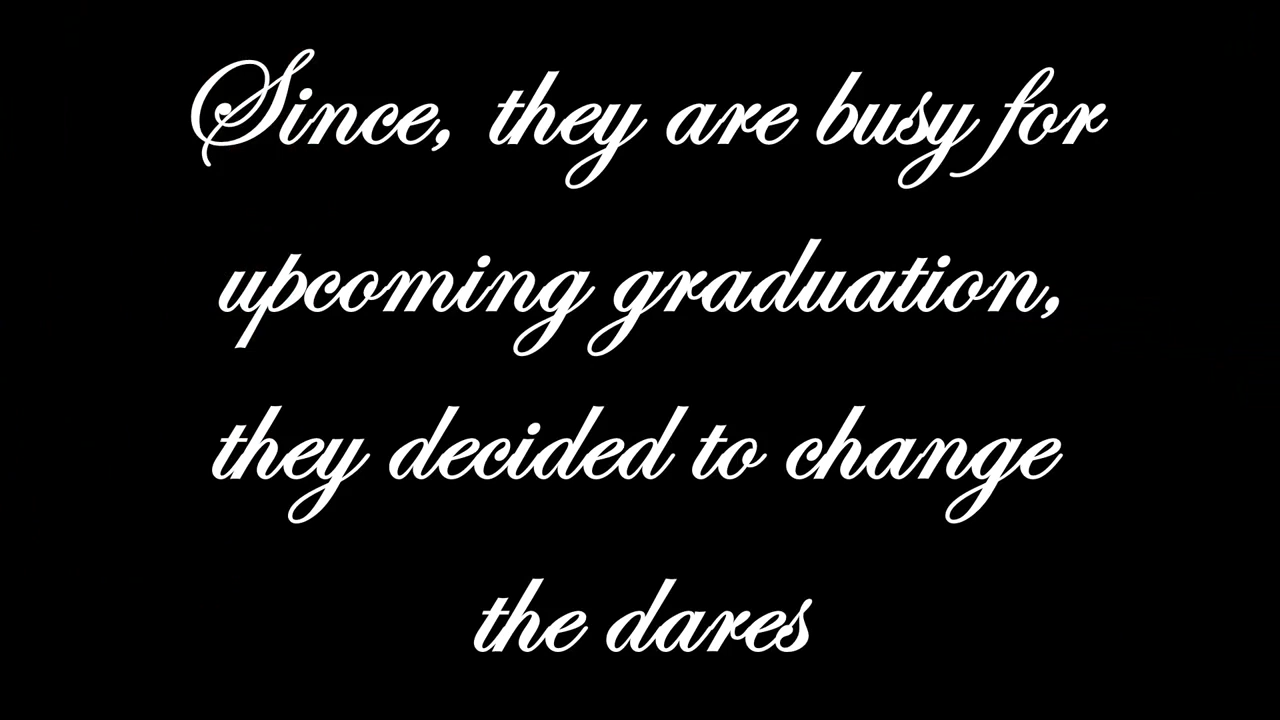 Since, they are busy for
upcoming graduation,
they decided to change
the dares